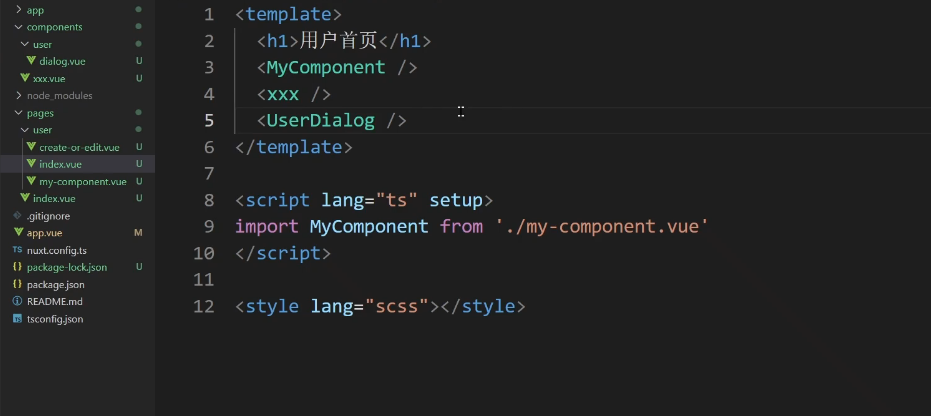 app
components
user
dialog.vue U
xxx.vue U
node_modules
pages
user
create-or-edit.vue U
index.vue U
my-component.vue U
index.vue U
.gitignore
app.vue M
TS nuxt.config.ts
{} package-lock.json U
{} package.json
README.md
tsconfig.json
1 <template>
2 <h1>用户首页</h1>
3 <MyComponent />
4 <xxx />
5 <UserDialog />
6 </template>
7
8 <script lang="ts" setup>
9 import MyComponent from './my-component.vue'
10 </script>
11
12 <style lang="scss"></style>